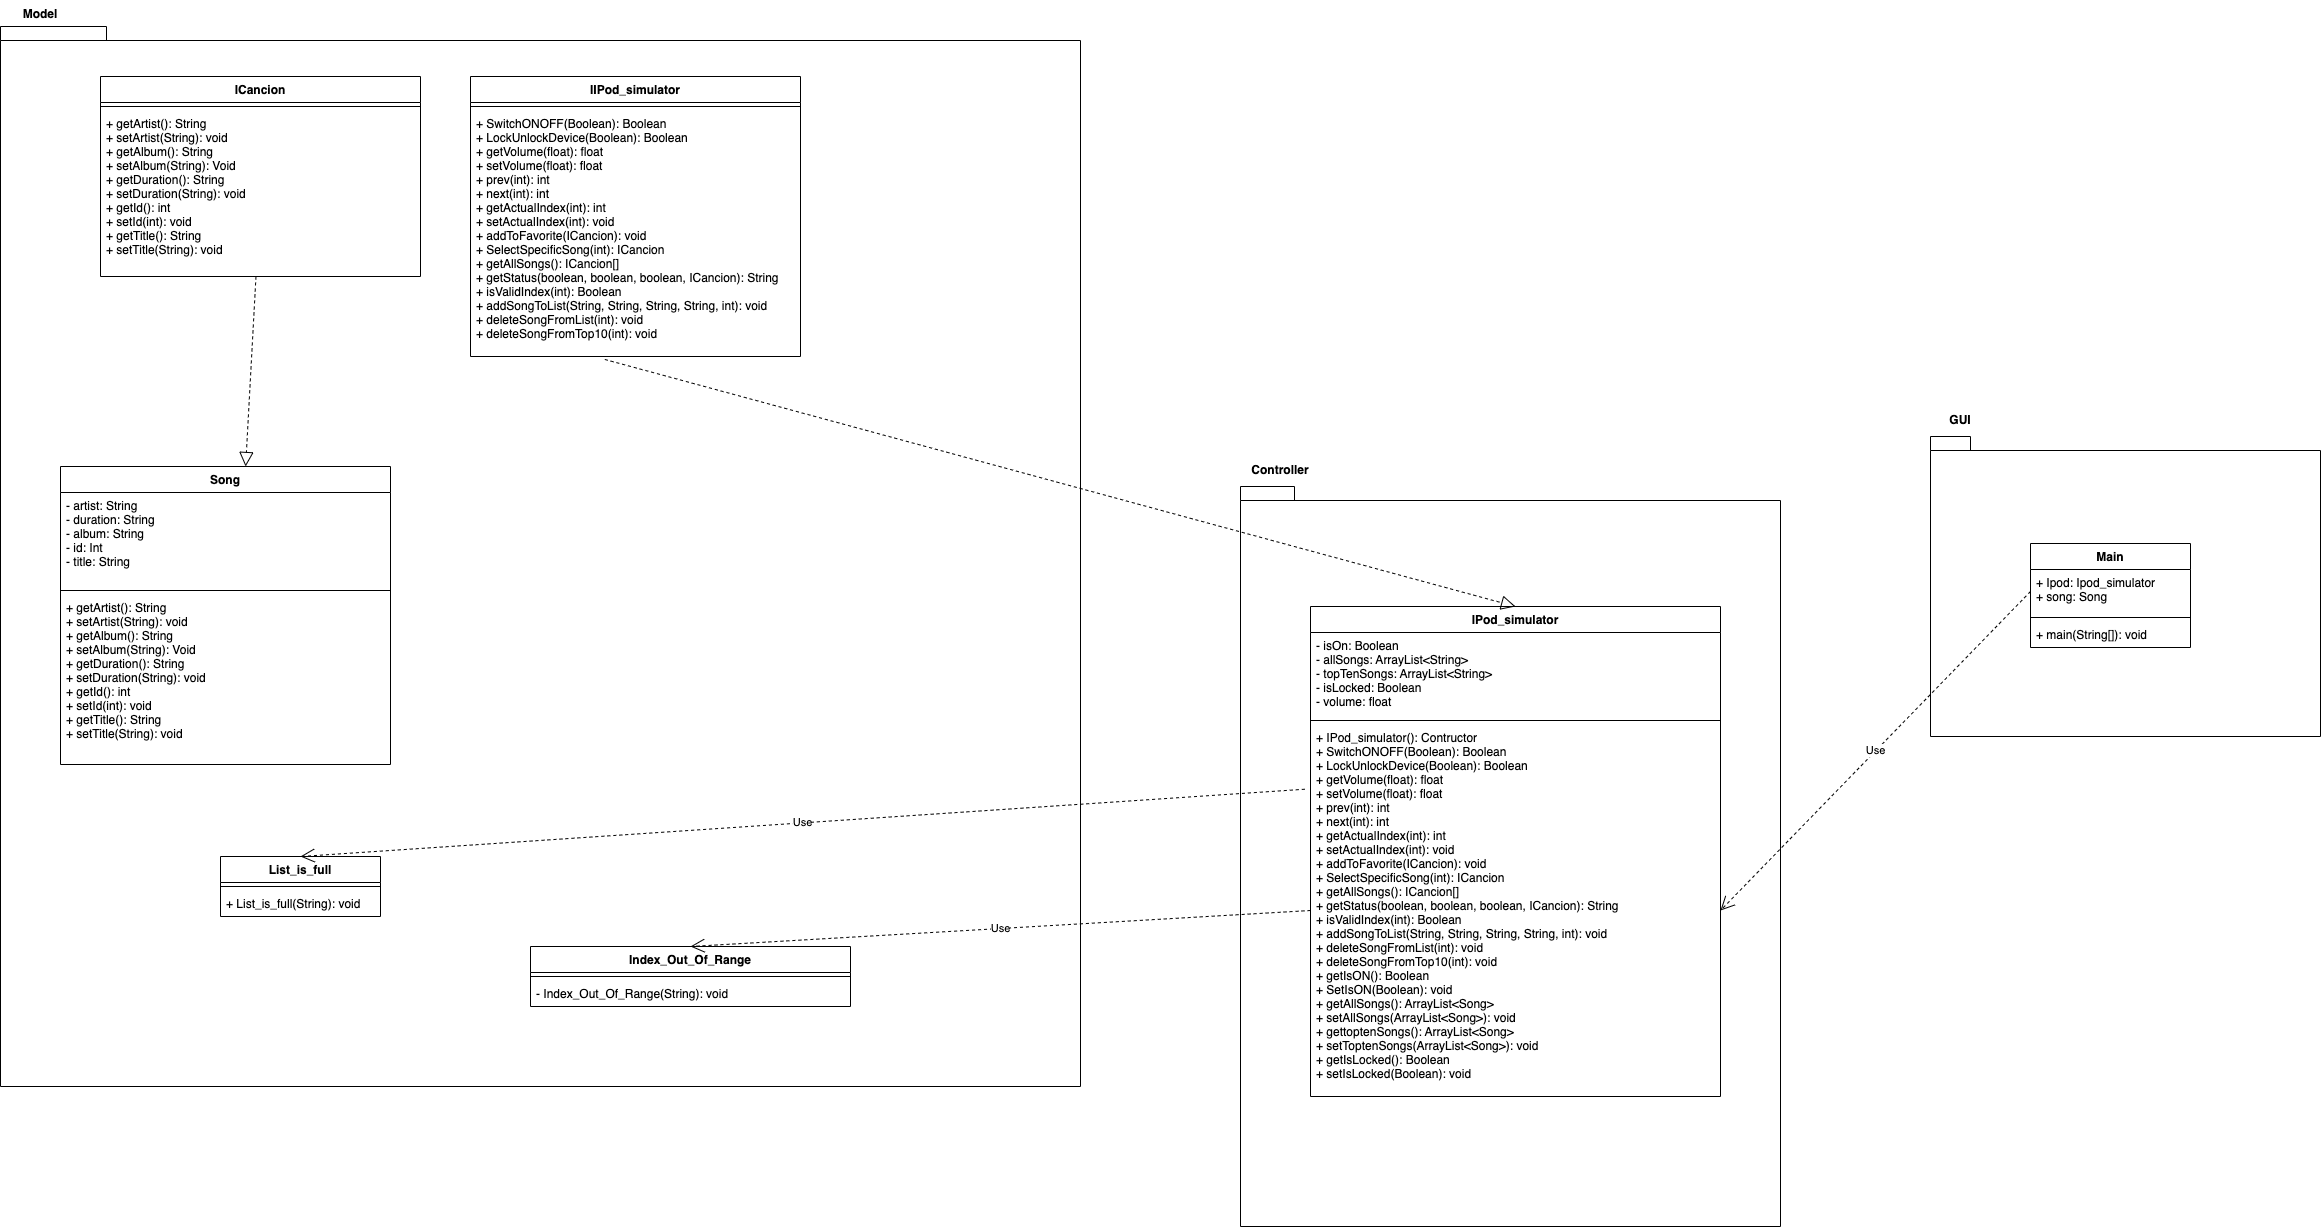 Model
ICancion
+ getArtist(): String
+ setArtist(String): void
+ getAlbum(): String
+ setAlbum(String): Void
+ getDuration(): String
+ setDuration(String): void
+ getId(): int
+ setId(int): void
+ getTitle(): String
+ setTitle(String): void
IIPod_simulator
+ SwitchONOFF(Boolean): Boolean
+ LockUnlockDevice(Boolean): Boolean
+ getVolume(float): float
+ setVolume(float): float
+ prev(int): int
+ next(int): int
+ getActualIndex(int): int
+ setActualIndex(int): void
+ addToFavorite(ICancion): void
+ SelectSpecificSong(int): ICancion
+ getAllSongs(): ICancion[]
+ getStatus(boolean, boolean, boolean, ICancion): String
+ isValidIndex(int): Boolean
+ addSongToList(String, String, String, String, int): void
+ deleteSongFromList(int): void
+ deleteSongFromTop10(int): void
Song
- artist: String
- duration: String
- album: String
- id: Int
- title: String
+ getArtist(): String
+ setArtist(String): void
+ getAlbum(): String
+ setAlbum(String): Void
+ getDuration(): String
+ setDuration(String): void
+ getId(): int
+ setId(int): void
+ getTitle(): String
+ setTitle(String): void
Use
List_is_full
+ List_is_full(String): void
Use
Index_Out_Of_Range
- Index_Out_Of_Range(String): void
Controller
IPod_simulator
- isOn: Boolean
- allSongs: ArrayList<String>
- topTenSongs: ArrayList<String>
- isLocked: Boolean
- volume: float
+ IPod_simulator(): Contructor
+ SwitchONOFF(Boolean): Boolean
+ LockUnlockDevice(Boolean): Boolean
+ getVolume(float): float
+ setVolume(float): float
+ prev(int): int
+ next(int): int
+ getActualIndex(int): int
+ setActualIndex(int): void
+ addToFavorite(ICancion): void
+ SelectSpecificSong(int): ICancion
+ getAllSongs(): ICancion[]
+ getStatus(boolean, boolean, boolean, ICancion): String
+ isValidIndex(int): Boolean
+ addSongToList(String, String, String, String, int): void
+ deleteSongFromList(int): void
+ deleteSongFromTop10(int): void
+ getIsON(): Boolean
+ SetIsON(Boolean): void
+ getAllSongs(): ArrayList<Song>
+ setAllSongs(ArrayList<Song>): void
+ gettoptenSongs(): ArrayList<Song>
+ setToptenSongs(ArrayList<Song>): void
+ getIsLocked(): Boolean
+ setIsLocked(Boolean): void
Use
GUI
Main
+ Ipod: Ipod_simulator
+ song: Song
+ main(String[]): void